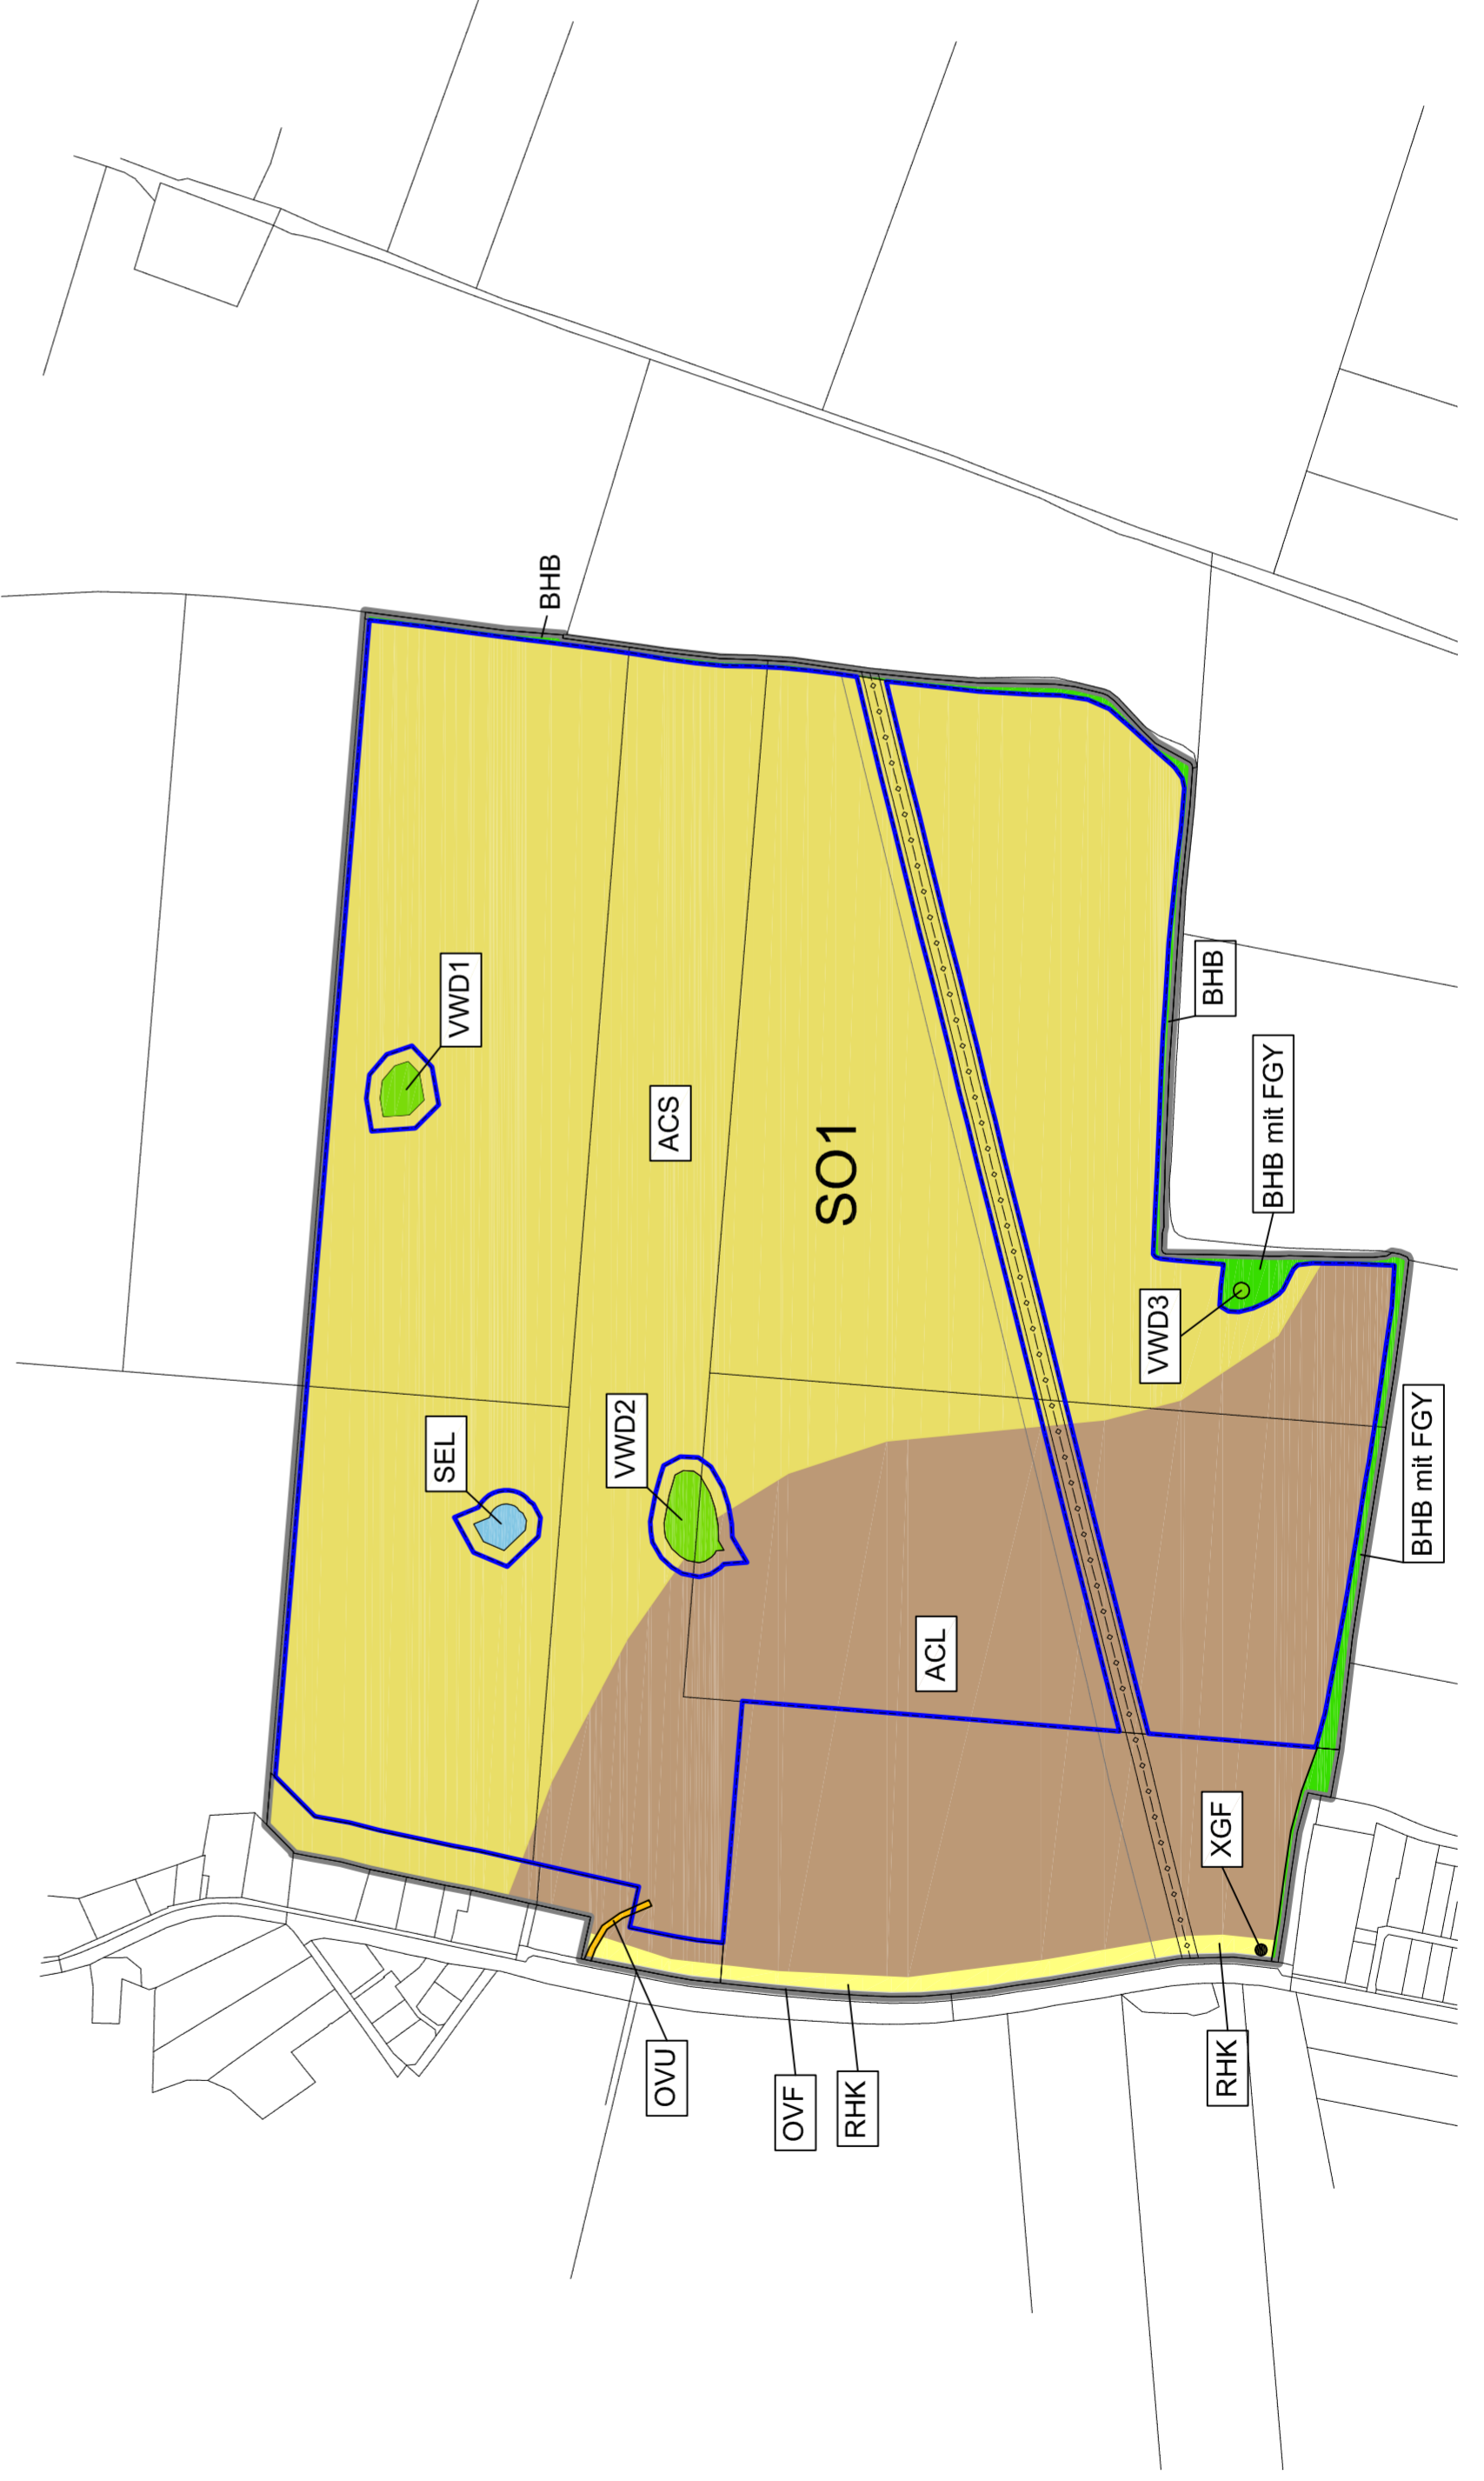 BHB
VWD1
ACS
SO1
BHB
BHB mit FGY
VWD3
SEL
VWD2
BHB mit FGY
ACL
XGF
OVU
OVF
RHK
RHK